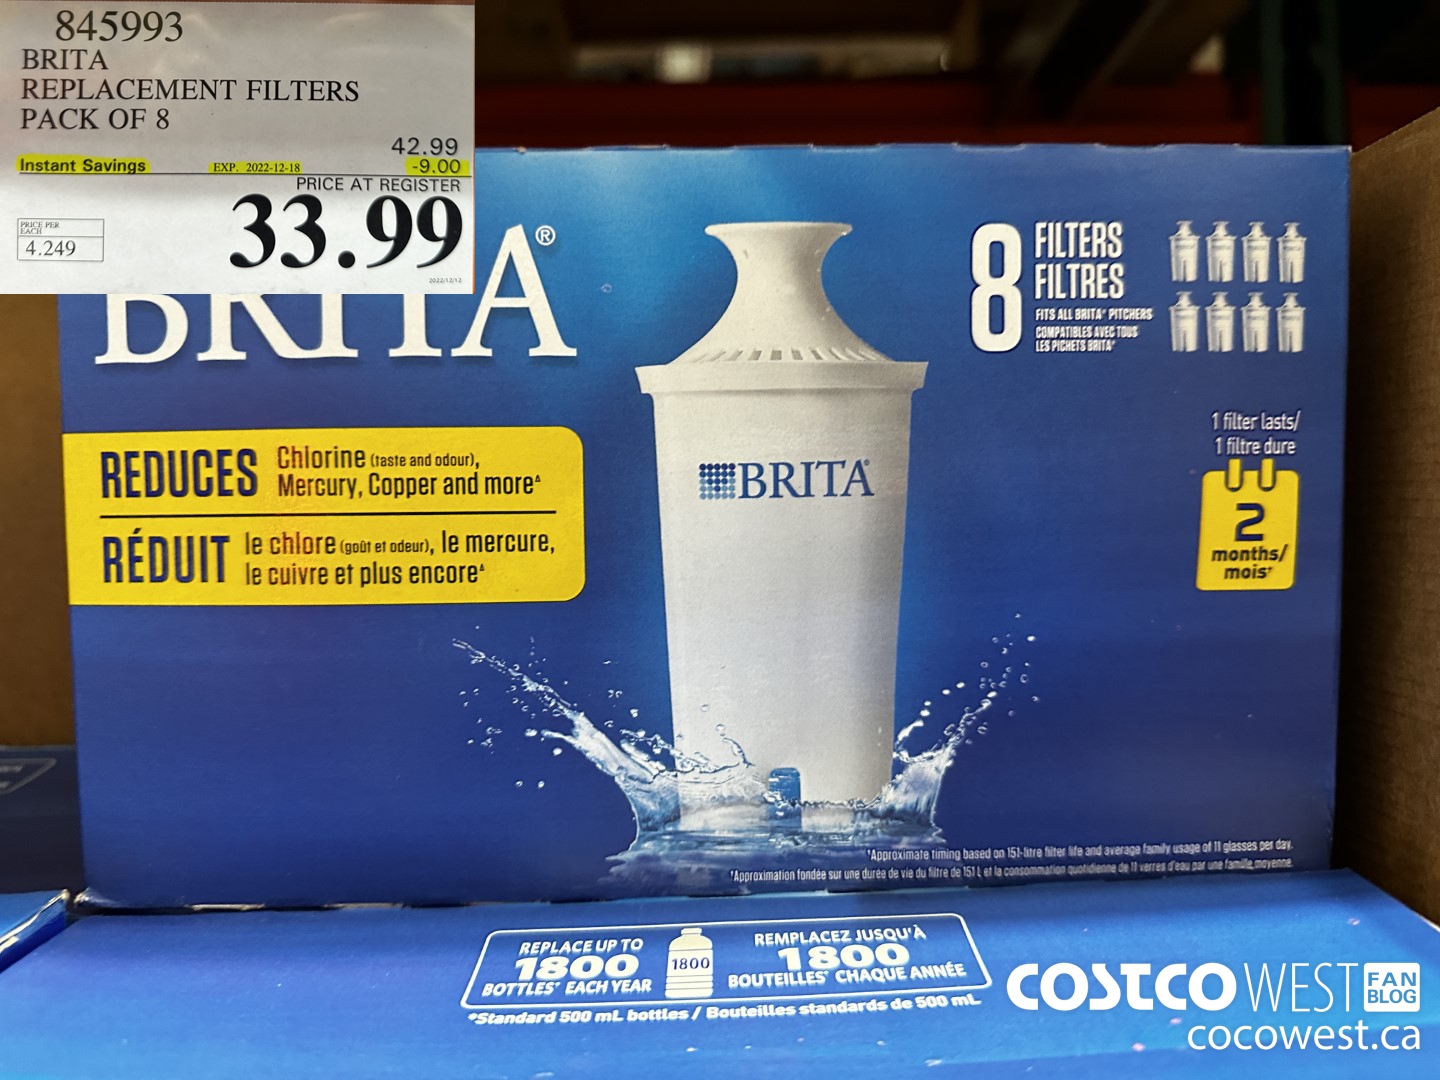 845993
BRITA
REPLACEMENT FILTERS
PACK OF 8
42.99
Instant Savings EXP. 2022-12-18 -9.00
PRICE AT REGISTER
33.99
PRICE PER
EACH
4.249
2022/12/12
BRITA®
8 FILTERS
FILTRES
FITS ALL BRITA® PITCHERS
COMPATIBLES AVEC TOUS
LES PICHETS BRITA®
1 filter lasts/
1 filtre dure
2
months/
mois†
REDUCES Chlorine (taste and odour),
Mercury, Copper and more∆
RÉDUIT le chlore (goût et odeur), le mercure,
le cuivre et plus encore∆
BRITA®
†Approximate timing based on 151-litre filter life and average family usage of 11 glasses per day.
†Approximation fondée sur une durée de vie du filtre de 151 L et la consommation quotidienne de 11 verres d'eau par une famille moyenne.
REPLACE UP TO
1800
BOTTLES* EACH YEAR
1800
REMPLACEZ JUSQU'À
1800
BOUTEILLES* CHAQUE ANNÉE
*Standard 500 mL bottles / Bouteilles standards de 500 mL
COSTCO WEST FAN BLOG
cocowest.ca